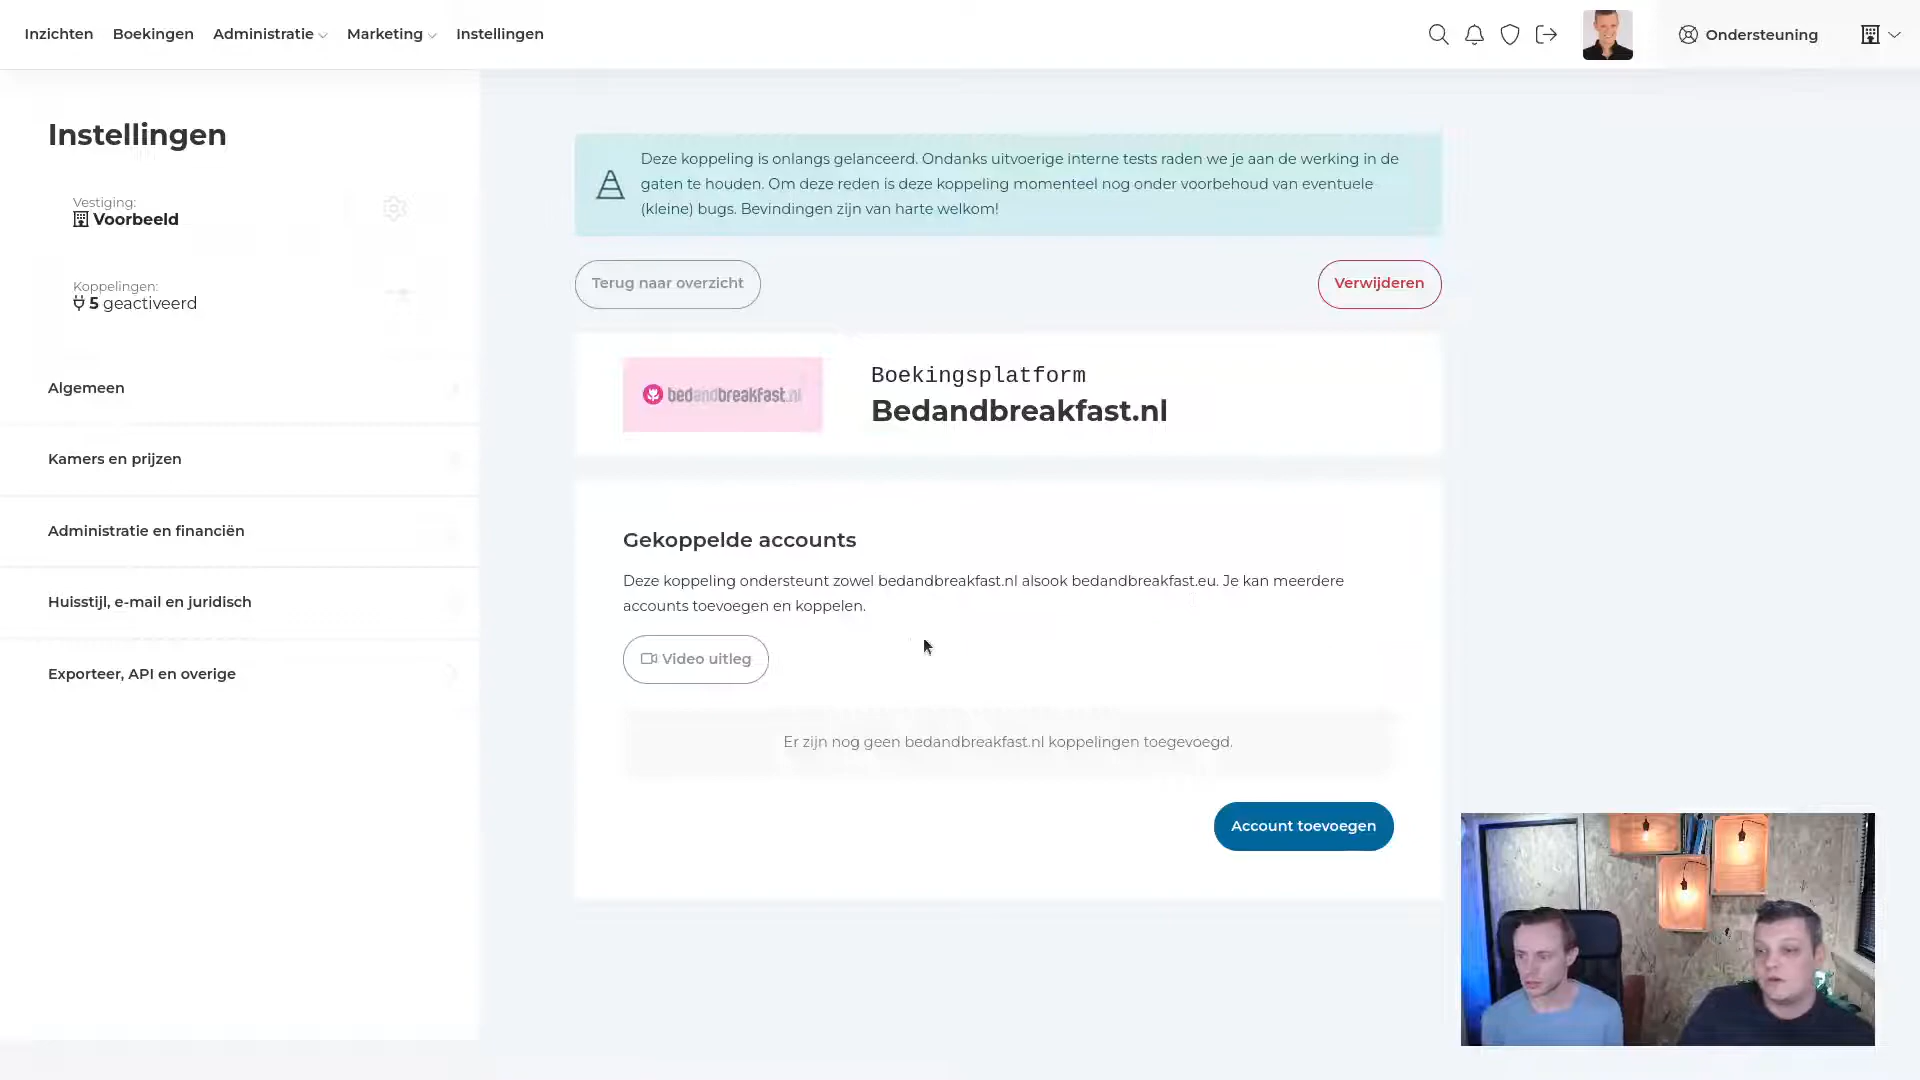 Inzichten Boekingen Administratie Marketing Instellingen Ondersteuning
Instellingen
Vestiging:
Voorbeeld
Koppelingen:
5 geactiveerd
Algemeen
Kamers en prijzen
Administratie en financiën
Huisstijl, e-mail en juridisch
Exporteer, API en overige
Deze koppeling is onlangs gelanceerd. Ondanks uitvoerige interne tests raden we je aan de werking in de
gaten te houden. Om deze reden is deze koppeling momenteel nog onder voorbehoud van eventuele
(kleine) bugs. Bevindingen zijn van harte welkom!
Terug naar overzicht
Verwijderen
bedandbreakfast.nl
Boekingsplatform
Bedandbreakfast.nl
Gekoppelde accounts
Deze koppeling ondersteunt zowel bedandbreakfast.nl alsook bedandbreakfast.eu. Je kan meerdere
accounts toevoegen en koppelen.
Video uitleg
Er zijn nog geen bedandbreakfast.nl koppelingen toegevoegd.
Account toevoegen